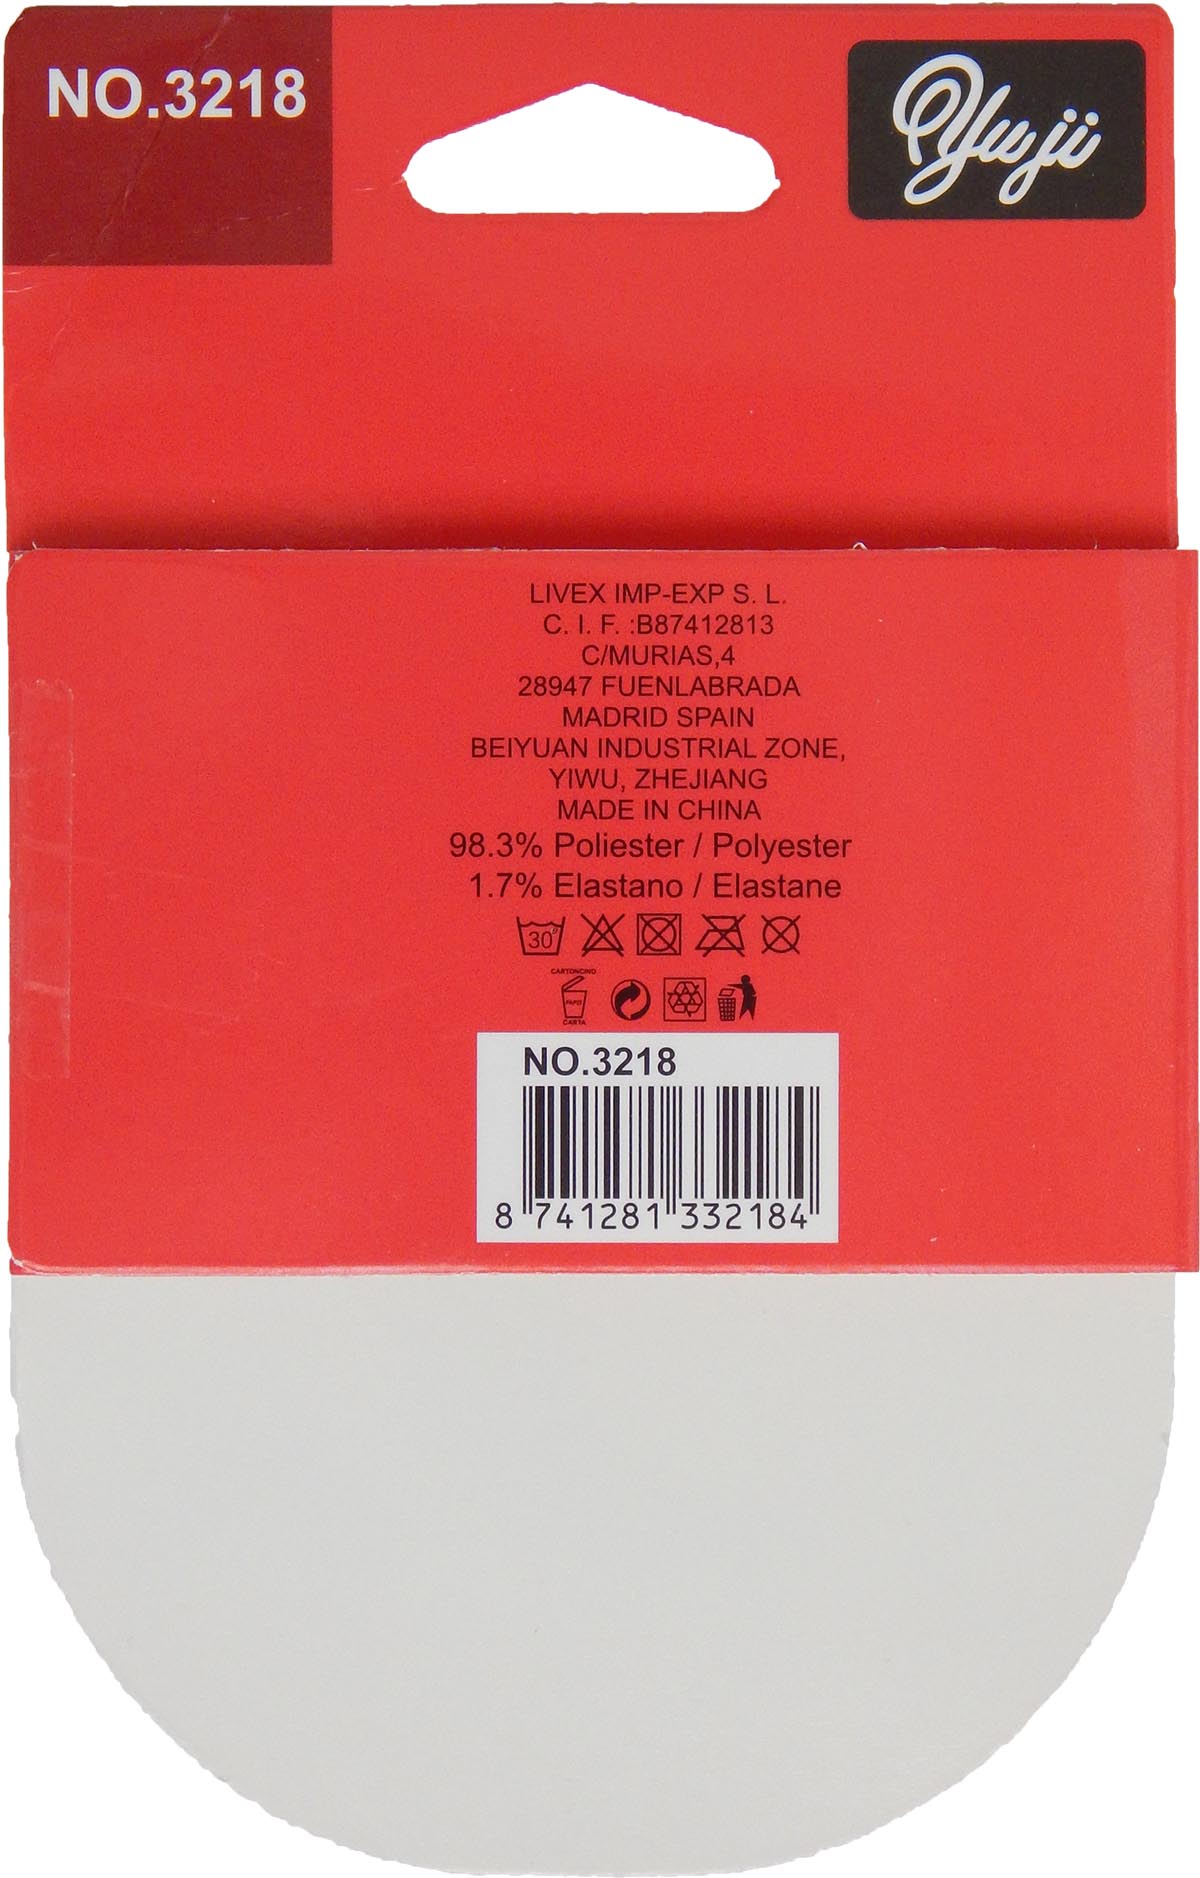 NO.3218
Yuji
LIVEX IMP-EXP S. L.
C. I. F. :B87412813
C/MURIAS,4
28947 FUENLABRADA
MADRID SPAIN
BEIYUAN INDUSTRIAL ZONE,
YIWU, ZHEJIANG
MADE IN CHINA
98.3% Poliester / Polyester
1.7% Elastano / Elastane
30°
CARTONCINO
CARTA
NO.3218
8 741281 332184